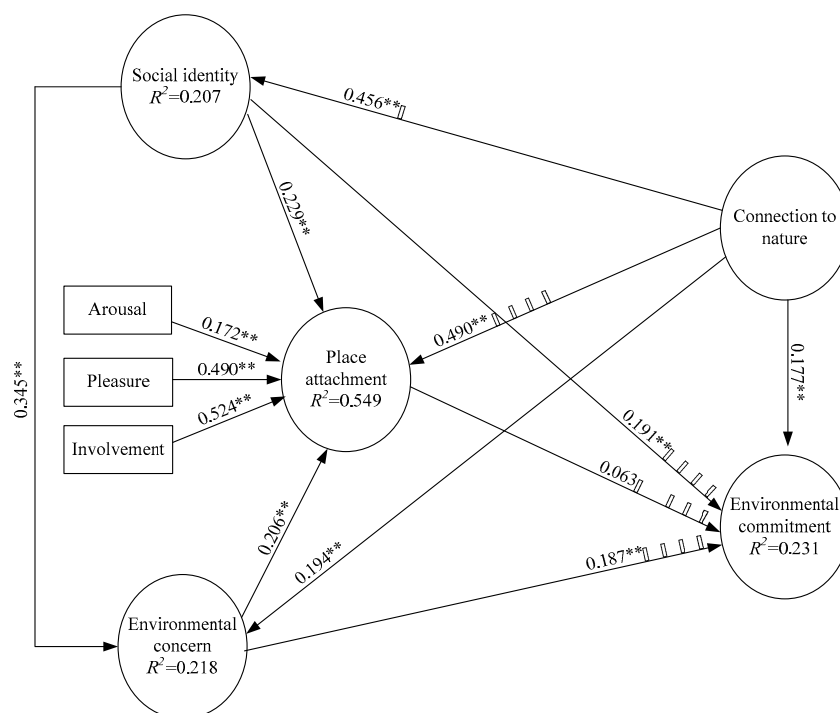 Social identity
R²=0.207
0.456**
Connection to
nature
0.229**
Arousal
0.172**
0.490**
Place
attachment
R²=0.549
Pleasure
0.490**
0.177**
0.345**
Involvement
0.524**
0.191**
0.063
Environmental
commitment
R²=0.231
0.206**
0.194**
0.187**
Environmental
concern
R²=0.218